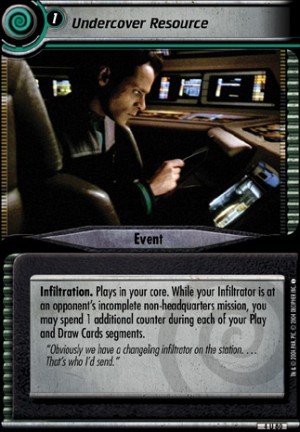 1
Undercover Resource
Event
Infiltration. Plays in your core. While your Infiltrator is at
an opponent's incomplete non-headquarters mission, you
may spend 1 additional counter during each of your Play
and Draw Cards segments.
"Obviously we have a changeling infiltrator on the station. . . .
That's who I'd send."